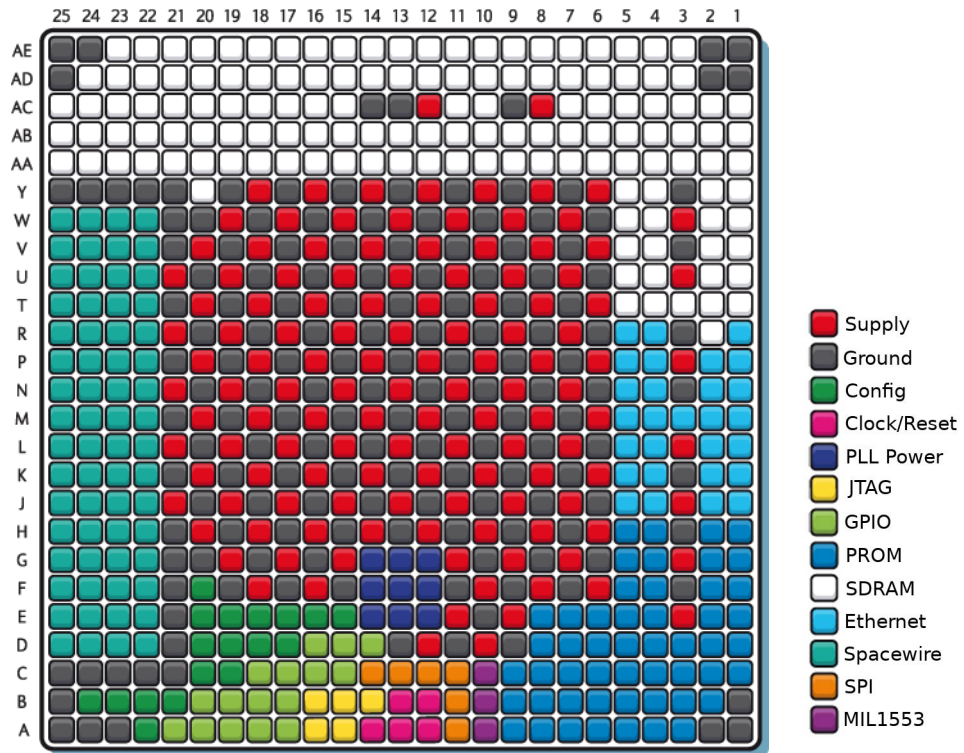 25 24 23 22 21 20 19 18 17 16 15 14 13 12 11 10 9 8 7 6 5 4 3 2 1
AE
AD
AC
AB
AA
Y
W
V
U
T
R
P
N
M
L
K
J
H
G
F
E
D
C
B
A
Supply
Ground
Config
Clock/Reset
PLL Power
JTAG
GPIO
PROM
SDRAM
Ethernet
Spacewire
SPI
MIL1553